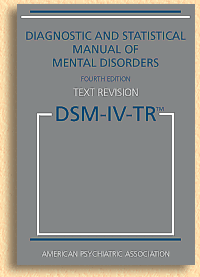 DIAGNOSTIC AND STATISTICAL
MANUAL OF
MENTAL DISORDERS
FOURTH EDITION
TEXT REVISION
DSM-IV-TR™
AMERICAN PSYCHIATRIC ASSOCIATION